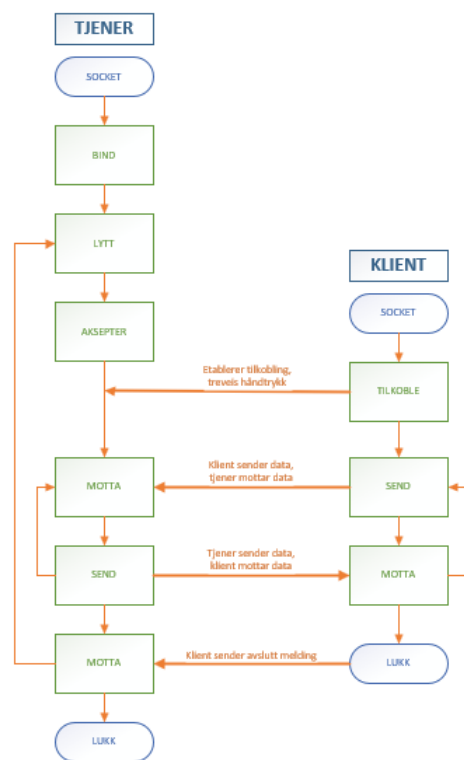 TJENER
SOCKET
BIND
LYTT
KLIENT
SOCKET
AKSEPTER
Etablerer tilkobling,
treveis håndtrykk
TILKOBLE
Klient sender data,
tjener mottar data
MOTTA
SEND
Tjener sender data,
klient mottar data
SEND
MOTTA
Klient sender avslutt melding
MOTTA
LUKK
LUKK